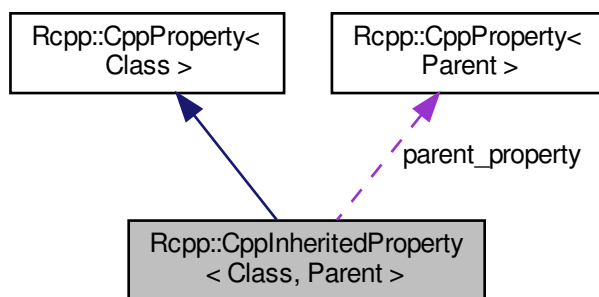 Rcpp::CppProperty<
Class >
Rcpp::CppProperty<
Parent >
parent_property
Rcpp::CppInheritedProperty
< Class, Parent >